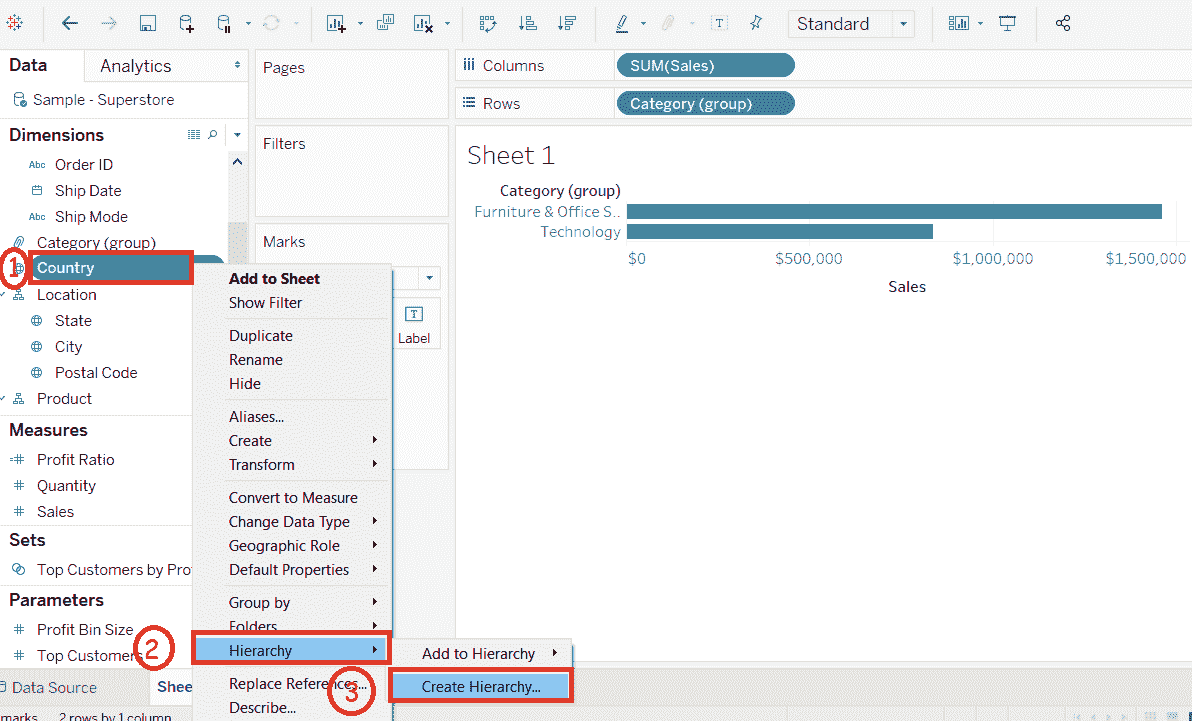 Standard
Data
Analytics
Sample - Superstore
Dimensions
Abc Order ID
Ship Date
Abc Ship Mode
Category (group)
1
Country
Location
State
City
Postal Code
Product
Measures
Profit Ratio
Quantity
Sales
Sets
Top Customers by Pro
Parameters
Profit Bin Size
Top Customers
Data Source
Shee
marks
2 rows by 1 column
Pages
Filters
Marks
T
Label
Add to Sheet
Show Filter
Duplicate
Rename
Hide
Aliases...
Create
Transform
Convert to Measure
Change Data Type
Geographic Role
Default Properties
Group by
Folders
2
Hierarchy
Replace References...
Describe...
Add to Hierarchy
3
Create Hierarchy...
Columns
SUM(Sales)
Rows
Category (group)
Sheet 1
Category (group)
Furniture & Office S..
Technology
$0 $500,000 $1,000,000 $1,500,000
Sales